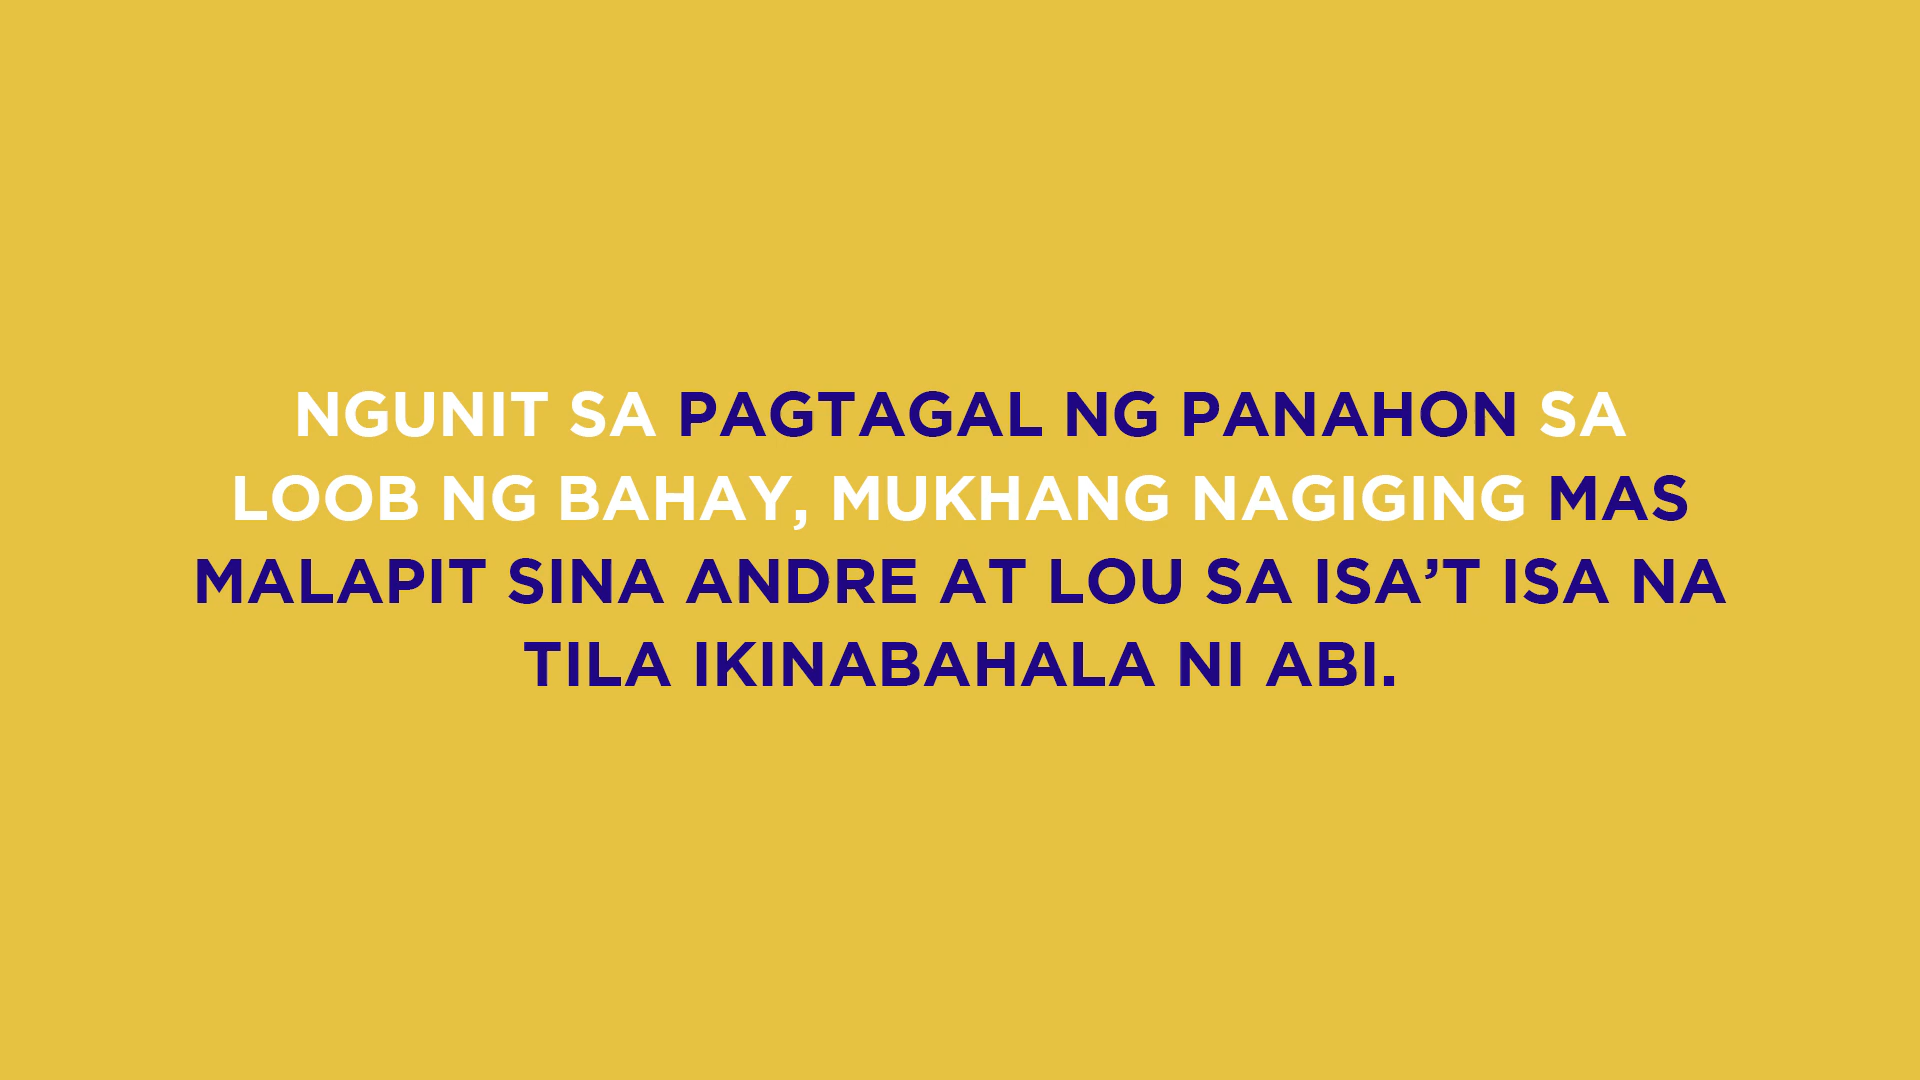 NGUNIT SA PAGTAGAL NG PANAHON SA
LOOB NG BAHAY, MUKHANG NAGIGING MAS
MALAPIT SINA ANDRE AT LOU SA ISA’T ISA NA
TILA IKINABAHALA NI ABI.